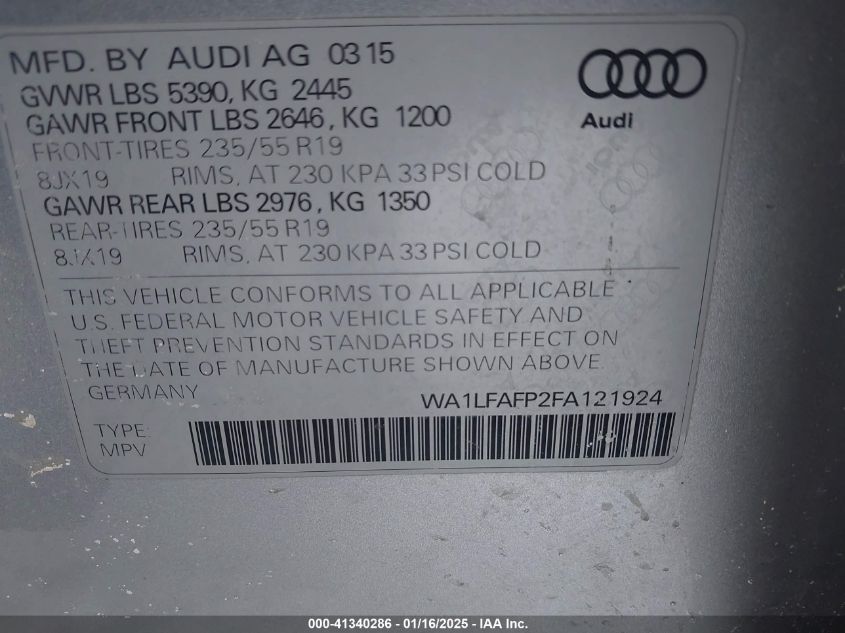 MFD. BY AUDI AG 0315
GVWR LBS 5390, KG 2445
GAWR FRONT LBS 2646, KG 1200
FRONT-TIRES 235/55 R19
8JX19 RIMS, AT 230 KPA 33 PSI COLD
GAWR REAR LBS 2976, KG 1350
REAR-TIRES 235/55 R19
8JX19 RIMS, AT 230 KPA 33 PSI COLD
Audi
THIS VEHICLE CONFORMS TO ALL APPLICABLE
U.S. FEDERAL MOTOR VEHICLE SAFETY AND
THEFT PREVENTION STANDARDS IN EFFECT ON
THE DATE OF MANUFACTURE SHOWN ABOVE.
GERMANY
WA1LFAFP2FA121924
TYPE:
MPV
000-41340286 - 01/16/2025 - IAA Inc.